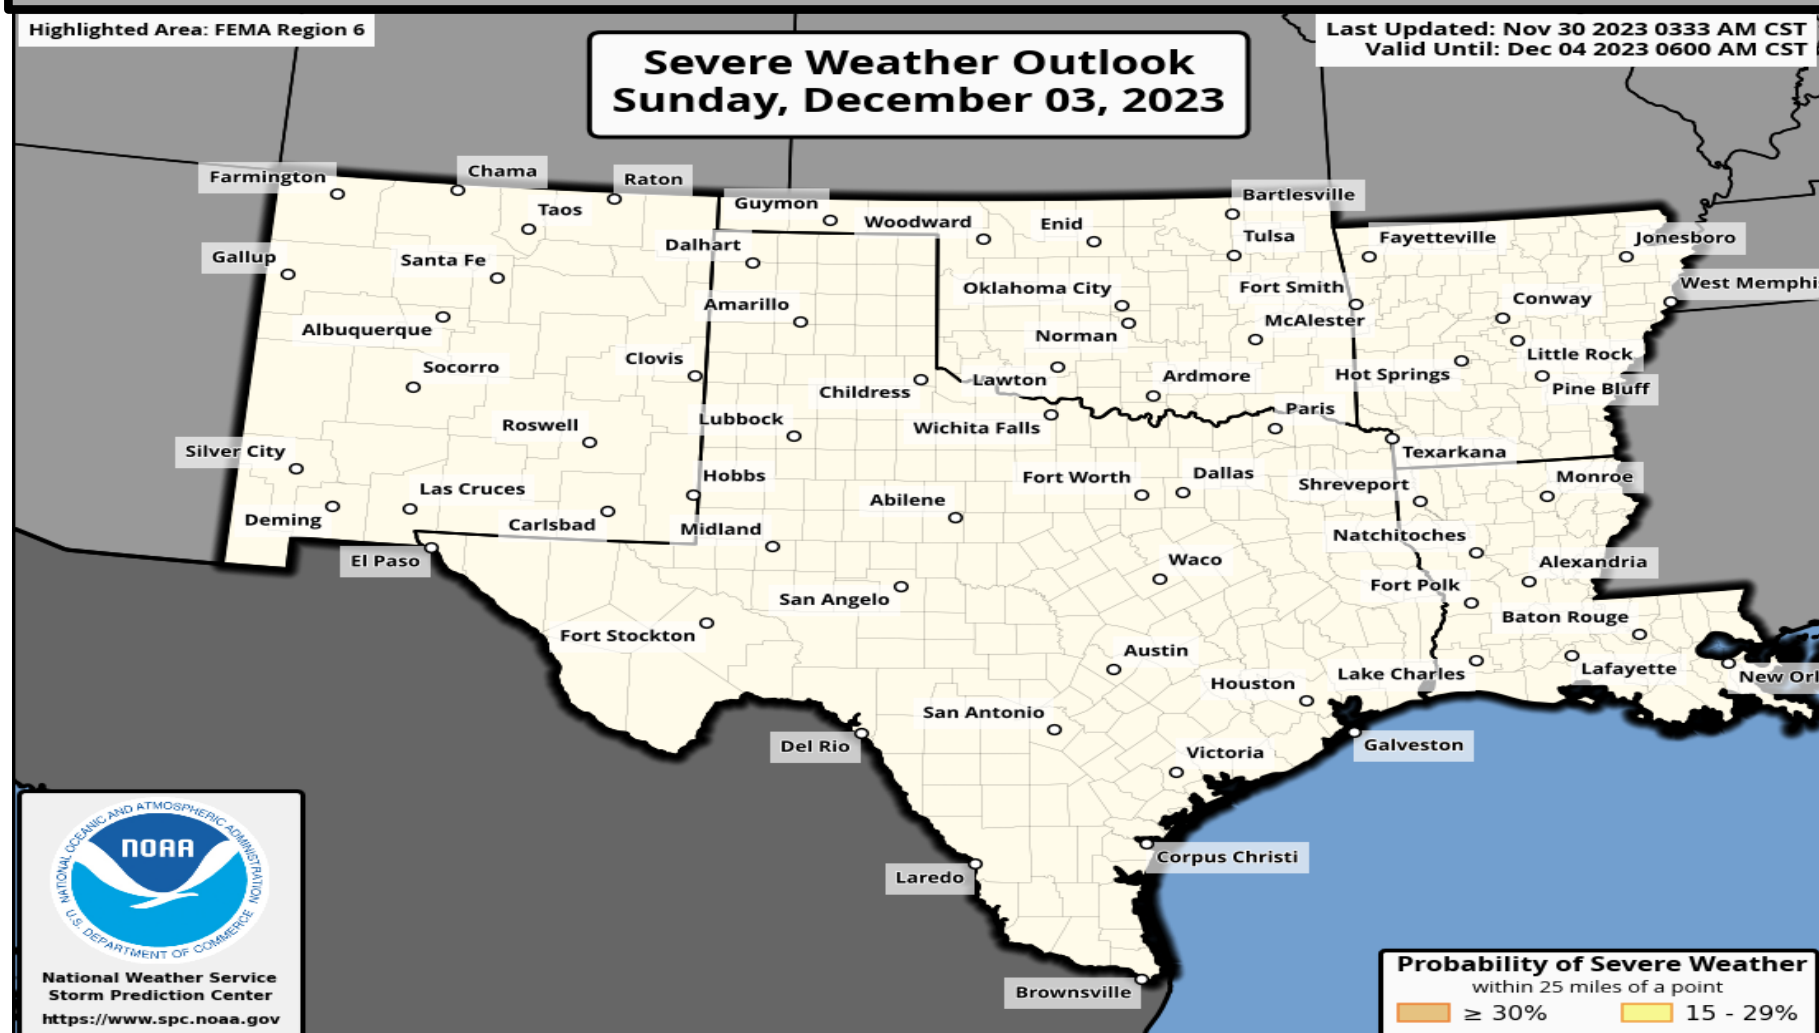 Highlighted Area: FEMA Region 6
Severe Weather Outlook
Sunday, December 03, 2023
Last Updated: Nov 30 2023 0333 AM CST
Valid Until: Dec 04 2023 0600 AM CST
Farmington
Chama
Raton
Taos
Guymon
Woodward
Enid
Bartlesville
Tulsa
Fayetteville
Jonesboro
Gallup
Santa Fe
Dalhart
Oklahoma City
Fort Smith
West Memphi
Amarillo
Conway
Albuquerque
Norman
McAlester
Little Rock
Socorro
Clovis
Childress
Lawton
Ardmore
Hot Springs
Pine Bluff
Roswell
Lubbock
Wichita Falls
Paris
Silver City
Texarkana
Hobbs
Fort Worth
Dallas
Shreveport
Monroe
Las Cruces
Abilene
Deming
Carlsbad
Midland
Natchitoches
El Paso
Waco
Alexandria
San Angelo
Fort Polk
Fort Stockton
Baton Rouge
Austin
Lake Charles
Lafayette
New Orl
Houston
San Antonio
Del Rio
Victoria
Galveston
Corpus Christi
Laredo
Brownsville
NATIONAL OCEANIC AND ATMOSPHERIC ADMINISTRATION
NOAA
U.S. DEPARTMENT OF COMMERCE
National Weather Service
Storm Prediction Center
https://www.spc.noaa.gov
Probability of Severe Weather
within 25 miles of a point
≥ 30% 15 - 29%